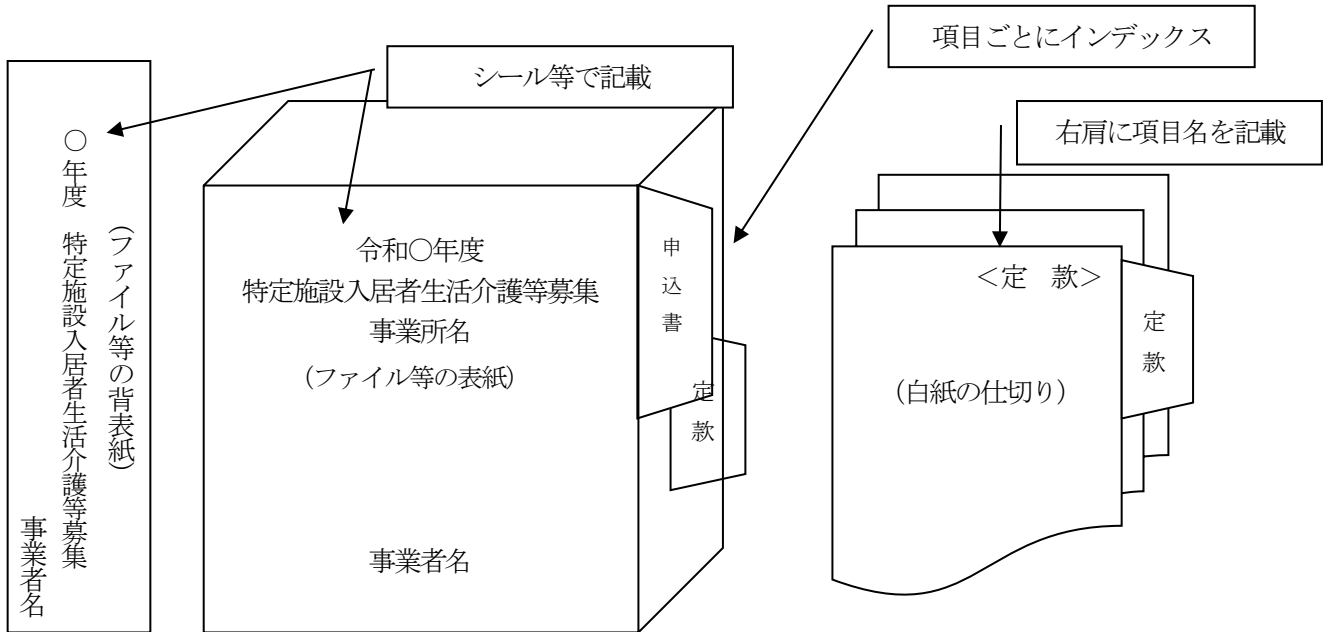 項目ごとにインデックス
シール等で記載
右肩に項目名を記載
(ファイル等の背表紙)
〇年度　特定施設入居者生活介護等募集
事業者名
令和〇年度
特定施設入居者生活介護等募集
事業所名
(ファイル等の表紙)
事業者名
申込書
定款
＜定　款＞
(白紙の仕切り)
定款